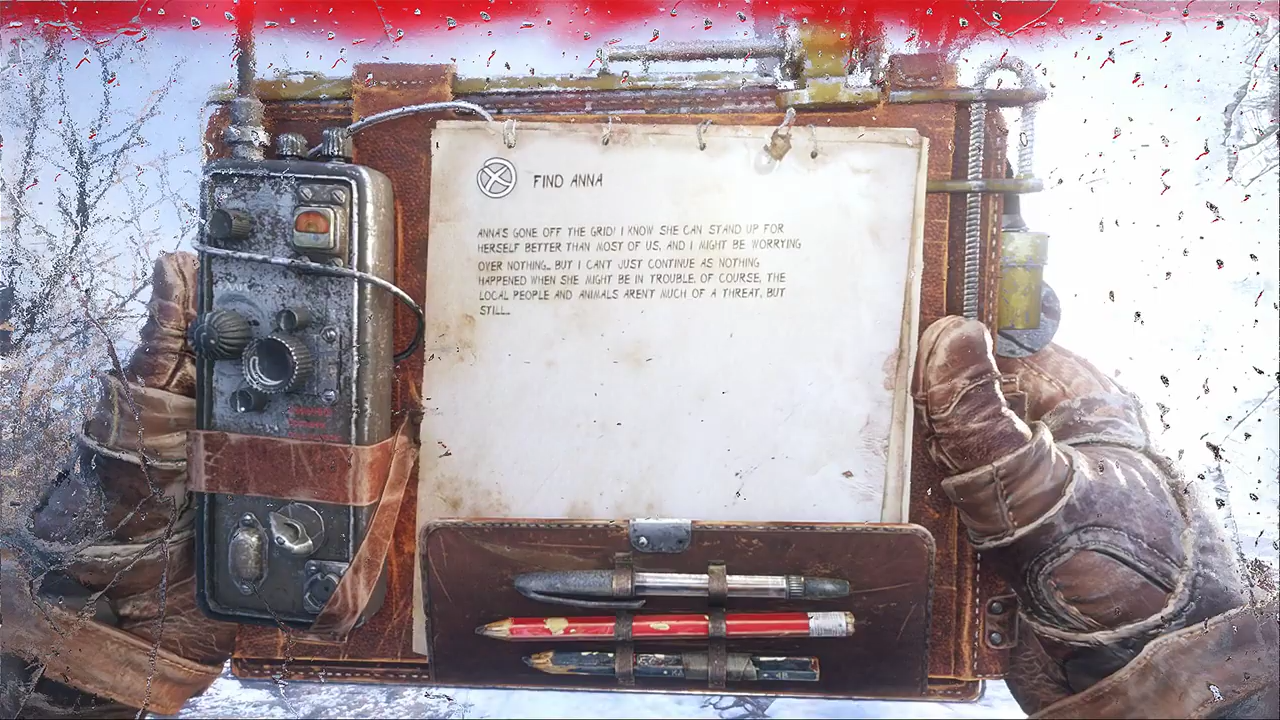 FIND ANNA
ANNA'S GONE OFF THE GRID! I KNOW SHE CAN STAND UP FOR
HERSELF BETTER THAN MOST OF US, AND I MIGHT BE WORRYING
OVER NOTHING... BUT I CAN'T JUST CONTINUE AS NOTHING
HAPPENED WHEN SHE MIGHT BE IN TROUBLE. OF COURSE, THE
LOCAL PEOPLE AND ANIMALS AREN'T MUCH OF A THREAT, BUT
STILL...